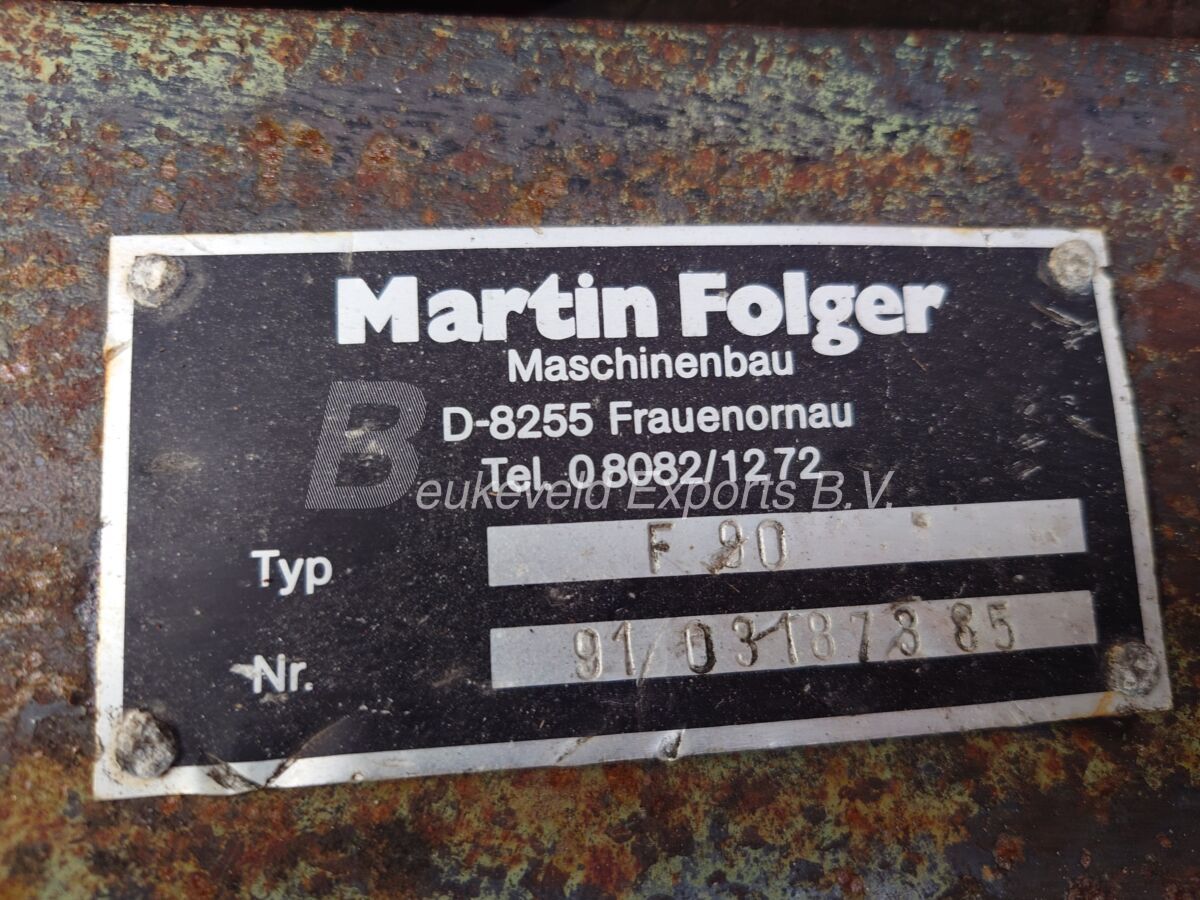 Martin Folger
Maschinenbau
D-8255 Frauenornau
Tel. 08082/1272
Beukeveld Exports B.V.
Typ F 90
Nr. 91/031873 85